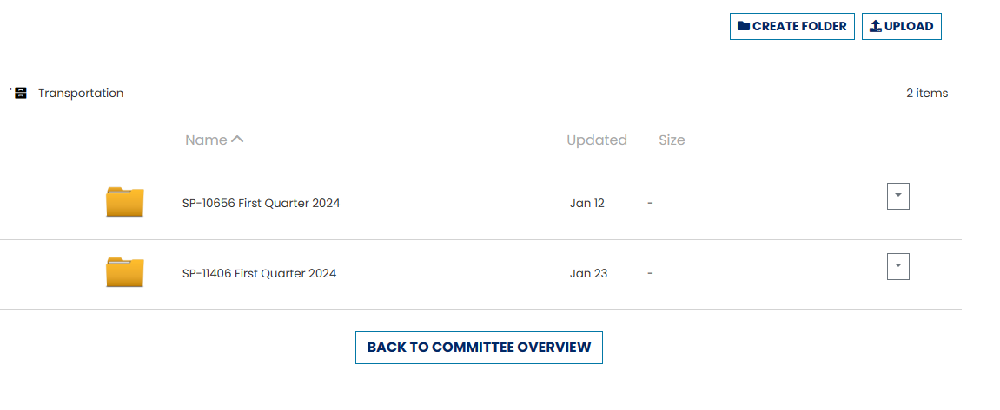 CREATE FOLDER UPLOAD
Transportation 2 items
Name Updated Size
SP-10656 First Quarter 2024 Jan 12 -
SP-11406 First Quarter 2024 Jan 23 -
BACK TO COMMITTEE OVERVIEW